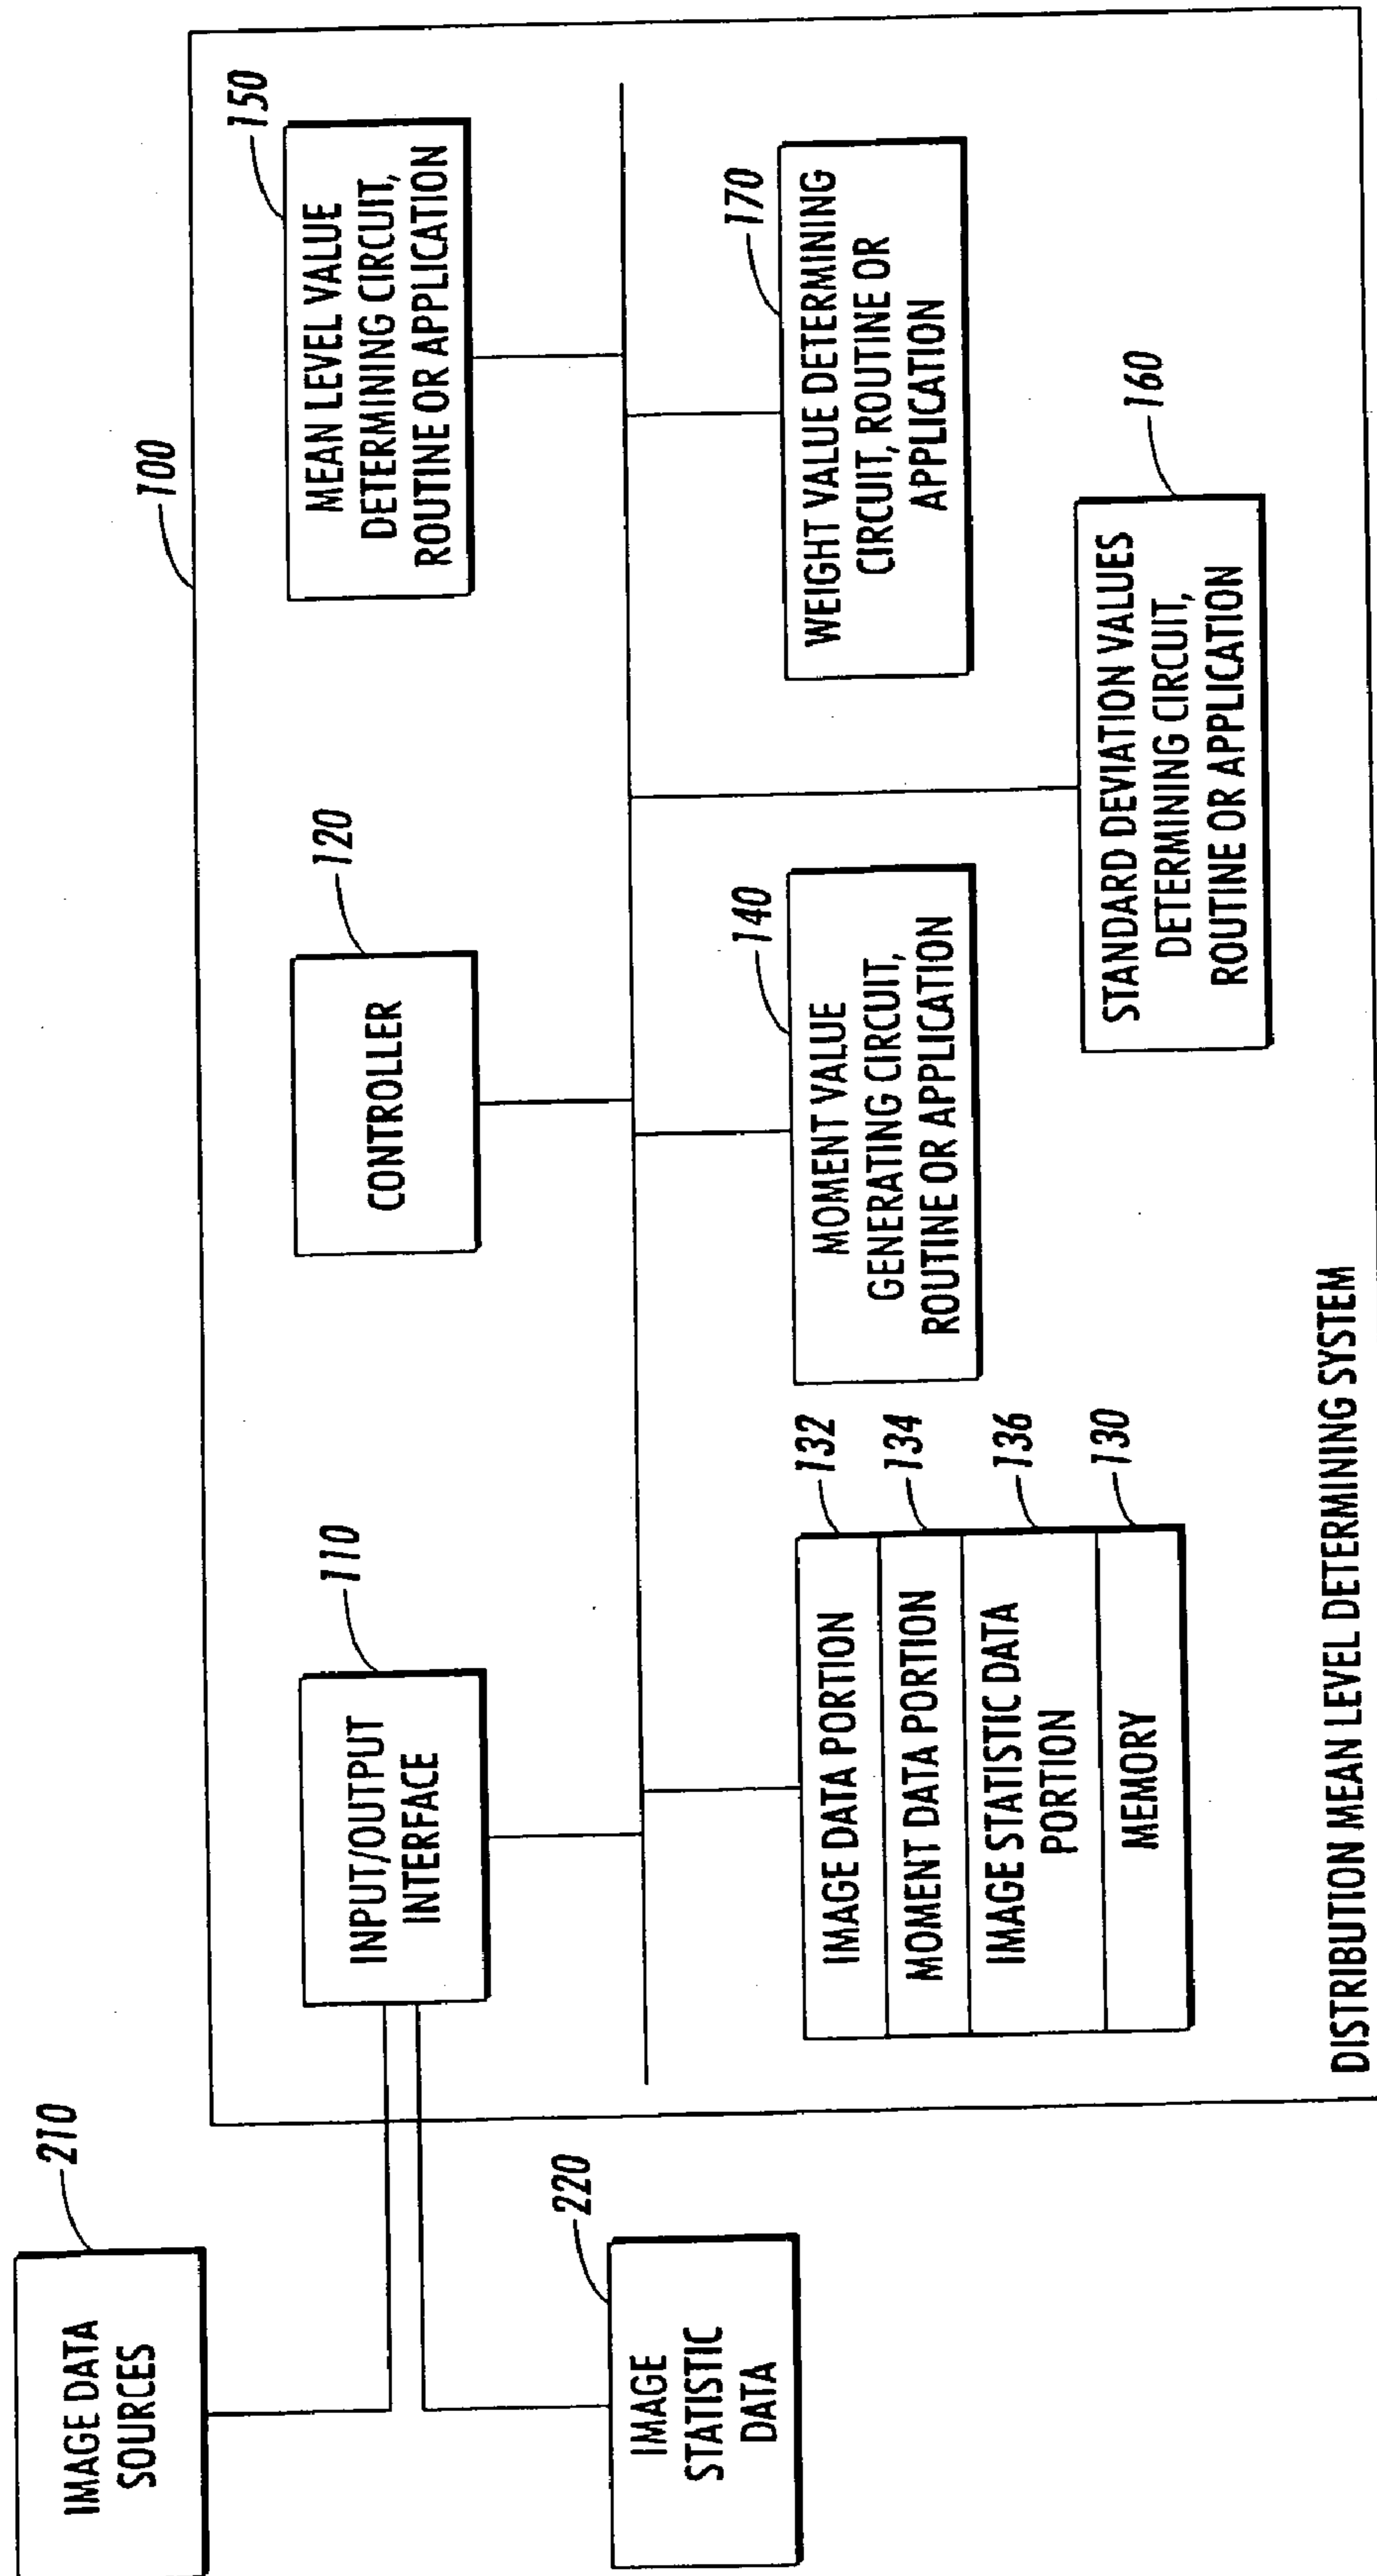 210
IMAGE DATA
SOURCES
220
IMAGE
STATISTIC
DATA
100
110
INPUT/OUTPUT
INTERFACE
120
CONTROLLER
150
MEAN LEVEL VALUE
DETERMINING CIRCUIT,
ROUTINE OR APPLICATION
132
IMAGE DATA PORTION
134
MOMENT DATA PORTION
136
IMAGE STATISTIC DATA
PORTION
130
MEMORY
140
MOMENT VALUE
GENERATING CIRCUIT,
ROUTINE OR APPLICATION
170
WEIGHT VALUE DETERMINING
CIRCUIT, ROUTINE OR
APPLICATION
160
STANDARD DEVIATION VALUES
DETERMINING CIRCUIT,
ROUTINE OR APPLICATION
DISTRIBUTION MEAN LEVEL DETERMINING SYSTEM